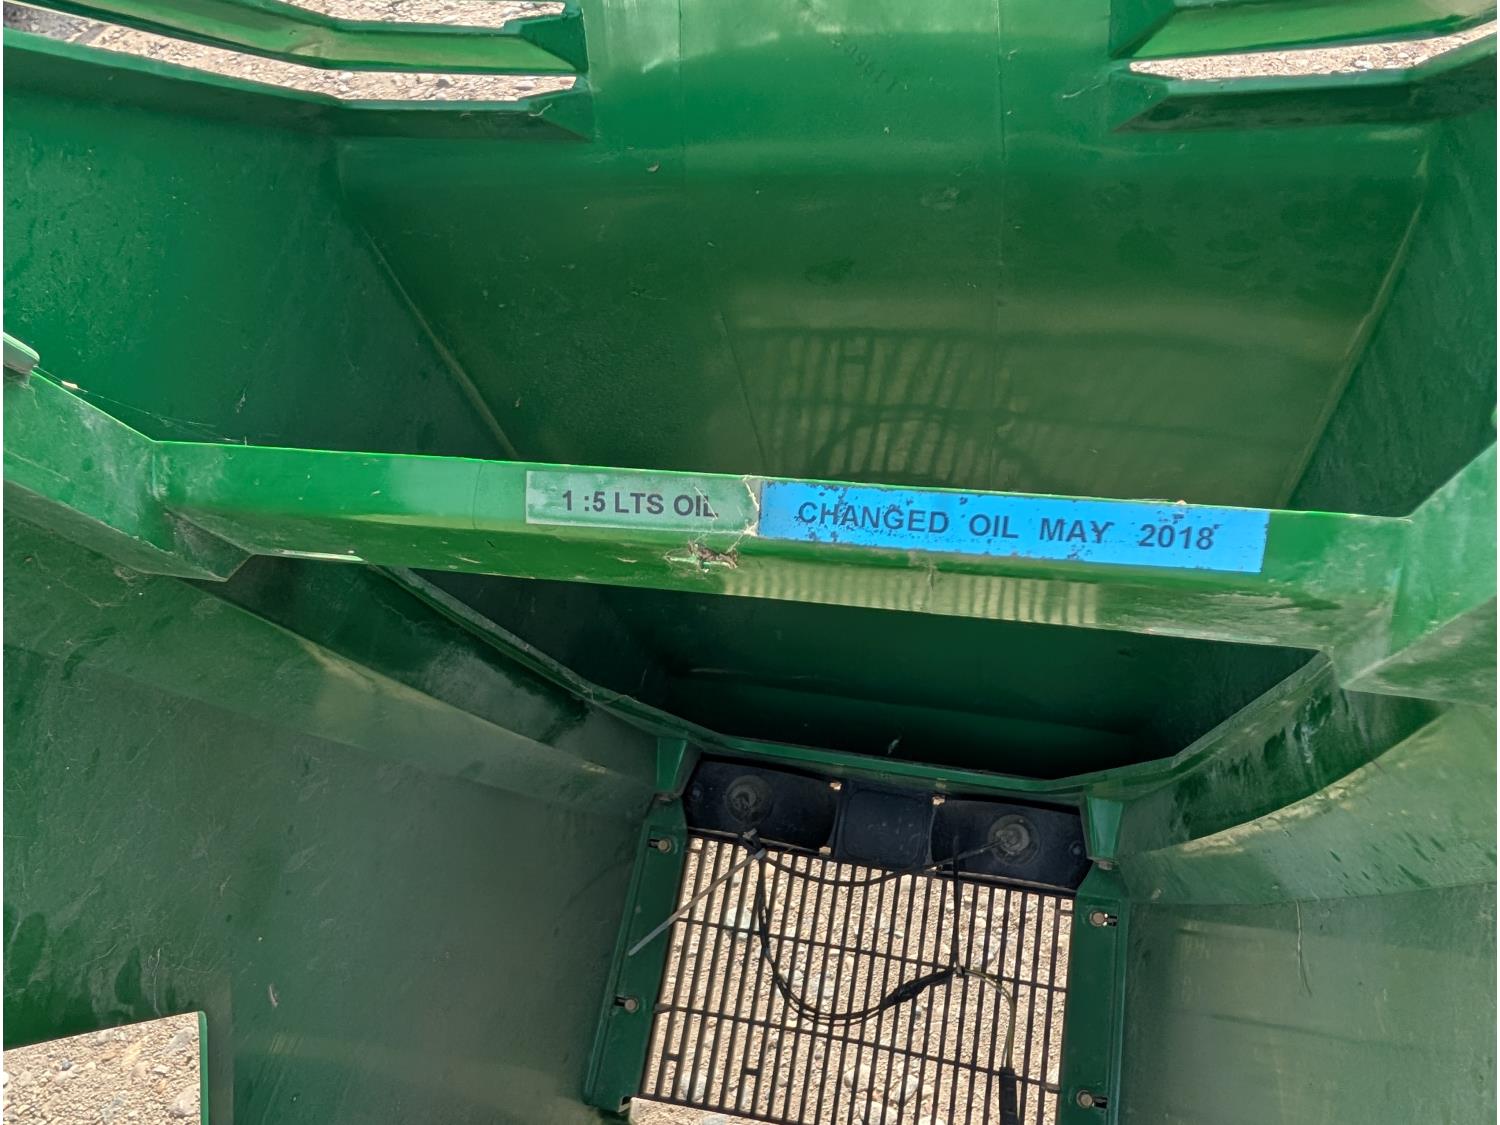 1 :5 LTS OIL
CHANGED OIL MAY 2018